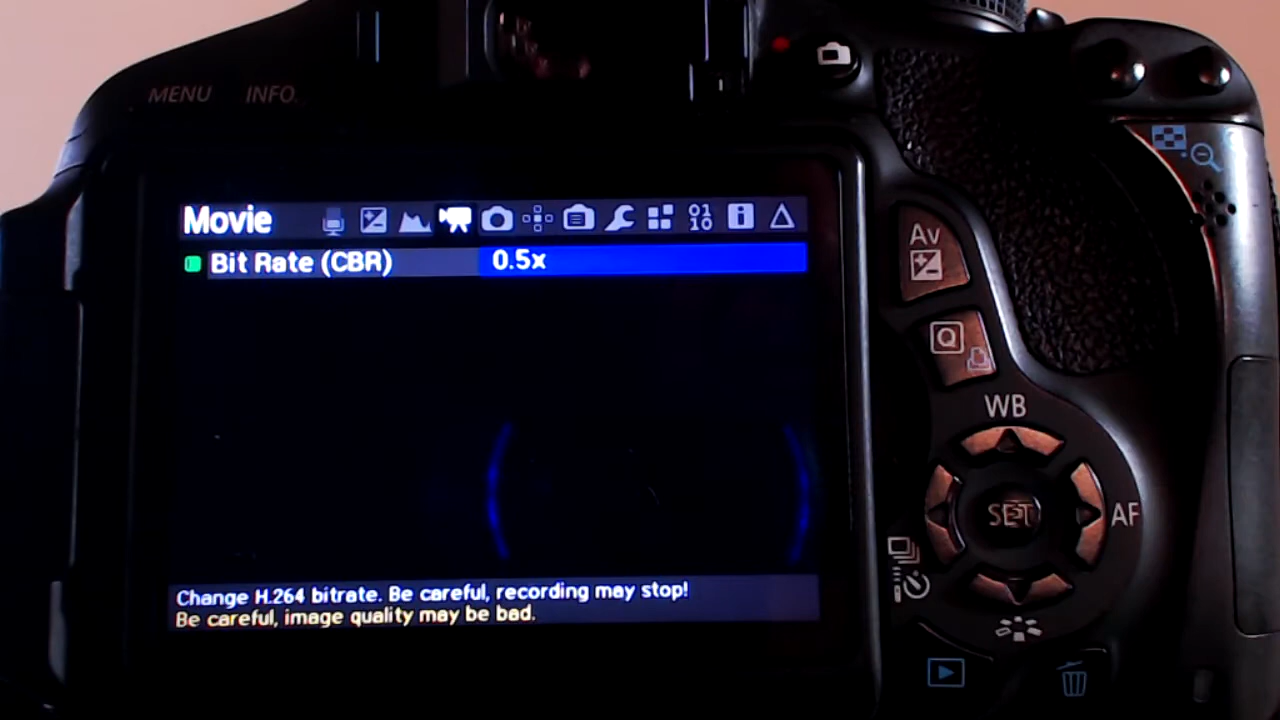 MENU INFO.
Movie
Bit Rate (CBR) 0.5x
Change H.264 bitrate. Be careful, recording may stop!
Be careful, image quality may be bad.
Av
Q
WB
SET
AF